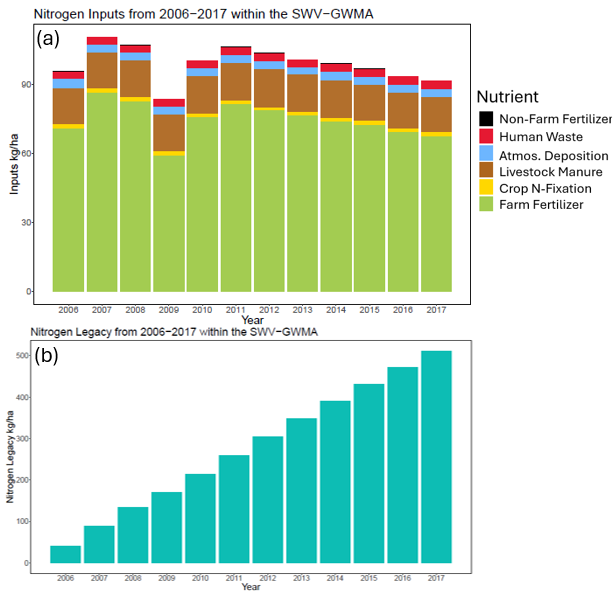 Nitrogen Inputs from 2006−2017 within the SWV−GWMA
(a)
90
60
30
0
Inputs kg/ha
2006 2007 2008 2009 2010 2011 2012 2013 2014 2015 2016 2017
Year
Nutrient
Non-Farm Fertilizer
Human Waste
Atmos. Deposition
Livestock Manure
Crop N-Fixation
Farm Fertilizer
Nitrogen Legacy from 2006−2017 within the SWV−GWMA
(b)
500
400
300
200
100
0
Nitrogen Legacy kg/ha
2006 2007 2008 2009 2010 2011 2012 2013 2014 2015 2016 2017
Year